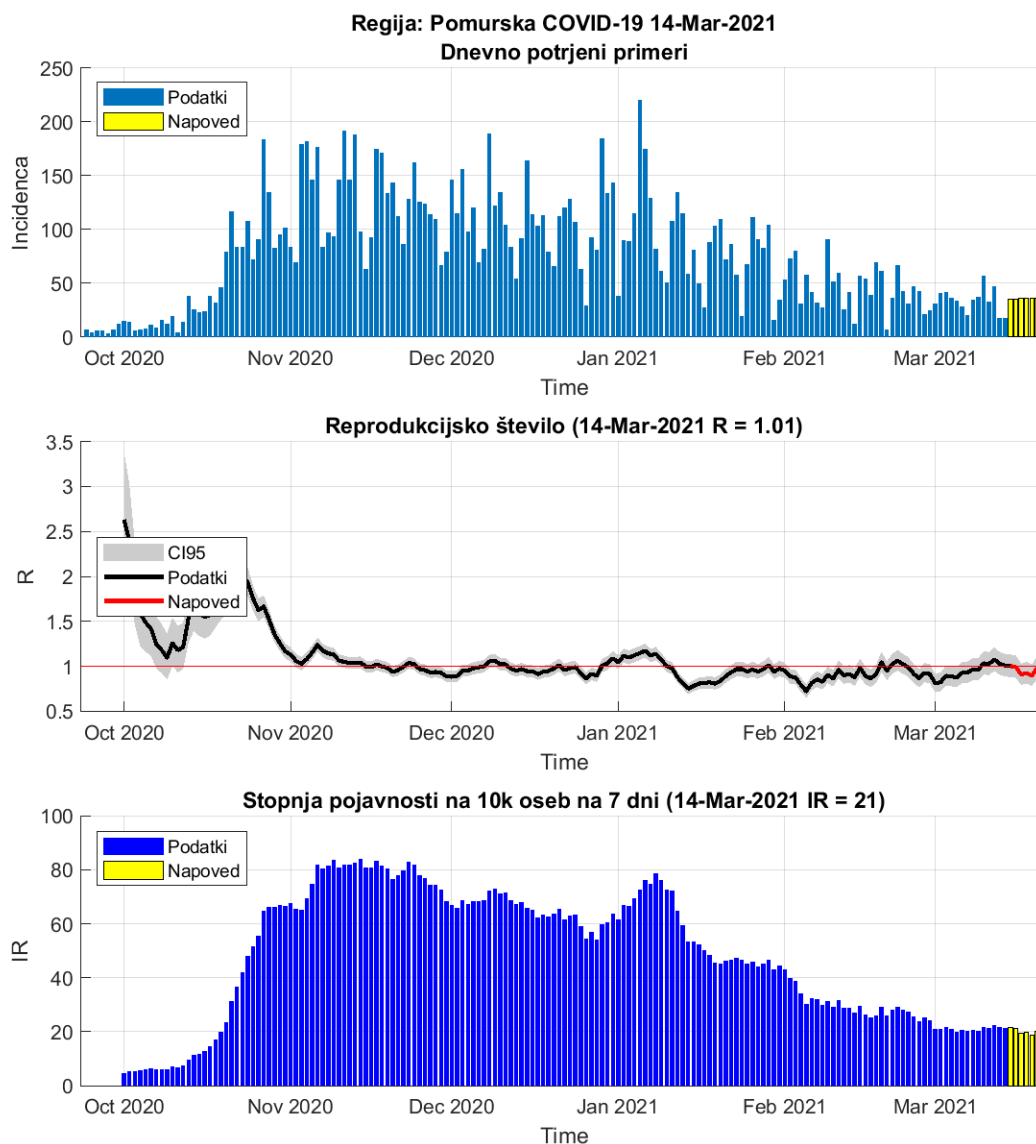 Regija: Pomurska COVID-19 14-Mar-2021
Dnevno potrjeni primeri
250
200
150
100
50
0
Incidenca
Podatki
Napoved
Oct 2020 Nov 2020 Dec 2020 Jan 2021 Feb 2021 Mar 2021
Time
Reprodukcijsko število (14-Mar-2021 R = 1.01)
3.5
3
2.5
2
1.5
1
0.5
R
CI95
Podatki
Napoved
Oct 2020 Nov 2020 Dec 2020 Jan 2021 Feb 2021 Mar 2021
Time
Stopnja pojavnosti na 10k oseb na 7 dni (14-Mar-2021 IR = 21)
100
80
60
40
20
0
IR
Podatki
Napoved
Oct 2020 Nov 2020 Dec 2020 Jan 2021 Feb 2021 Mar 2021
Time